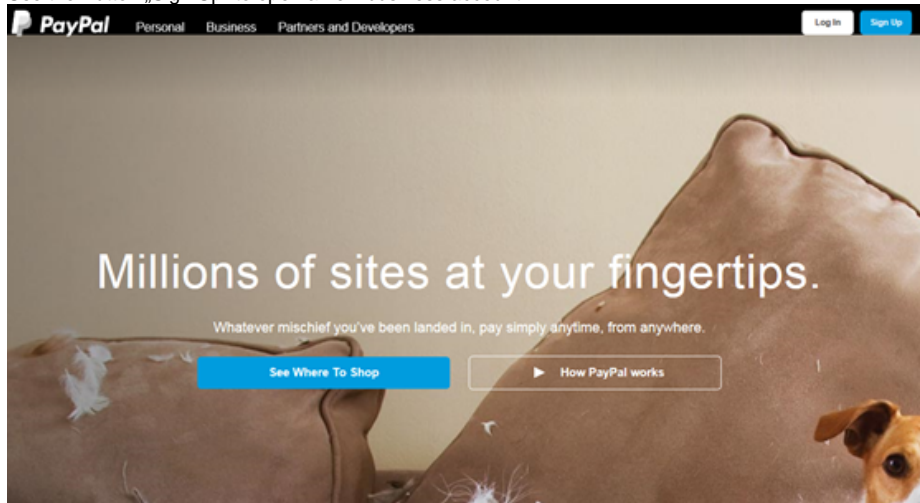 PayPal Personal Business Partners and Developers Log In Sign Up
Millions of sites at your fingertips.
Whatever mischief you've been landed in, pay simply anytime, from anywhere.
See Where To Shop
How PayPal works